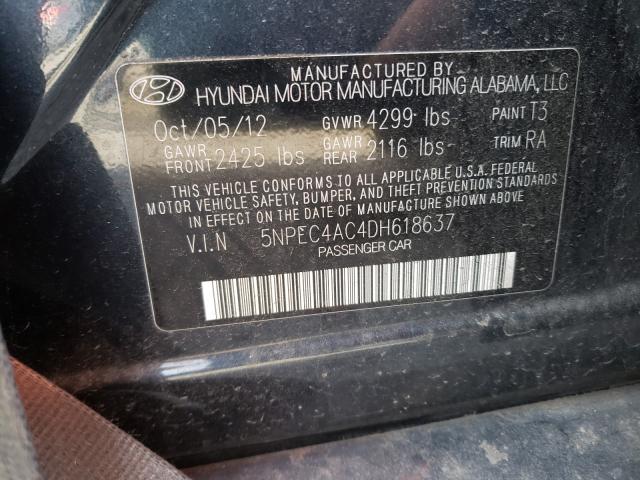 MANUFACTURED BY
HYUNDAI MOTOR MANUFACTURING ALABAMA, LLC
Oct/05/12 GVWR 4299 lbs PAINT T3
GAWR FRONT 2425 lbs GAWR REAR 2116 lbs TRIM RA
THIS VEHICLE CONFORMS TO ALL APPLICABLE U.S.A. FEDERAL
MOTOR VEHICLE SAFETY, BUMPER, AND THEFT PREVENTION STANDARDS
IN EFFECT ON THE DATE OF MANUFACTURE SHOWN ABOVE.
V.I.N 5NPEC4AC4DH618637
PASSENGER CAR